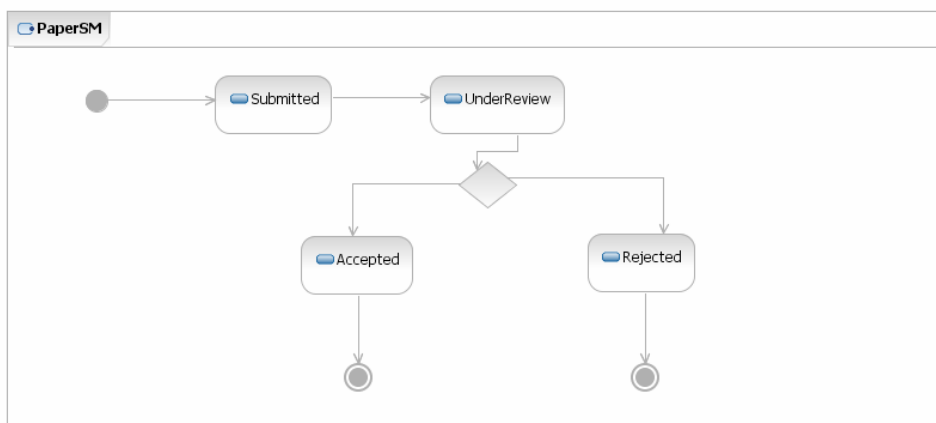 PaperSM
Submitted
UnderReview
Accepted
Rejected